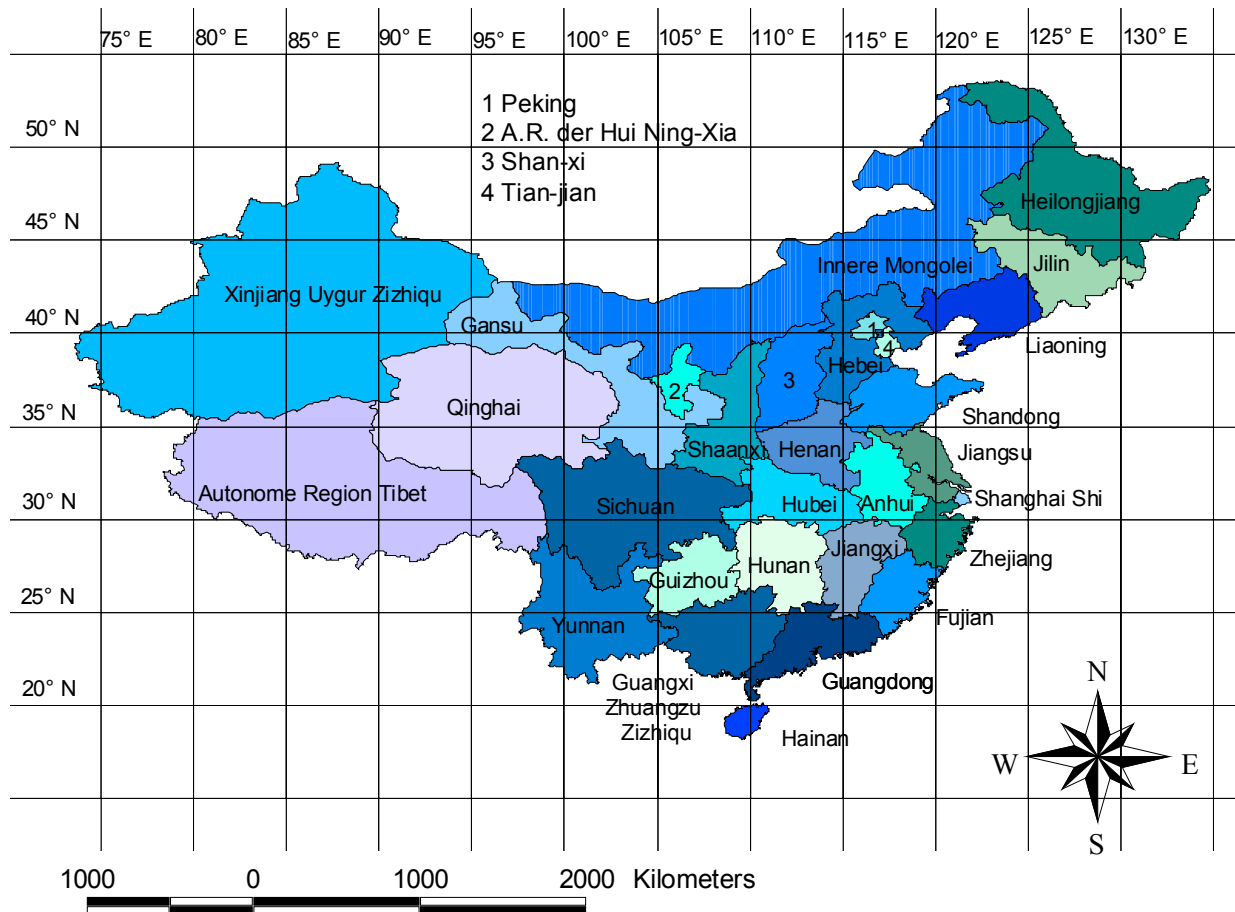 75° E 80° E 85° E 90° E 95° E 100° E 105° E 110° E 115° E 120° E 125° E 130° E
1 Peking
2 A.R. der Hui Ning-Xia
3 Shan-xi
4 Tian-jian
50° N
45° N
40° N
35° N
30° N
25° N
20° N
Heilongjiang
Jilin
Innere Mongolei
Xinjiang Uygur Zizhiqu
Gansu
1
4
Liaoning
Hebei
2
3
Qinghai
Shandong
Shaanxi
Henan
Jiangsu
Autonome Region Tibet
Sichuan
Hubei
Anhui
Shanghai Shi
Jiangxi
Zhejiang
Guizhou
Hunan
Yunnan
Fujian
Guangxi
Zhuangzu
Zizhiqu
Guangdong
Hainan
N
W
E
S
1000 0 1000 2000 Kilometers